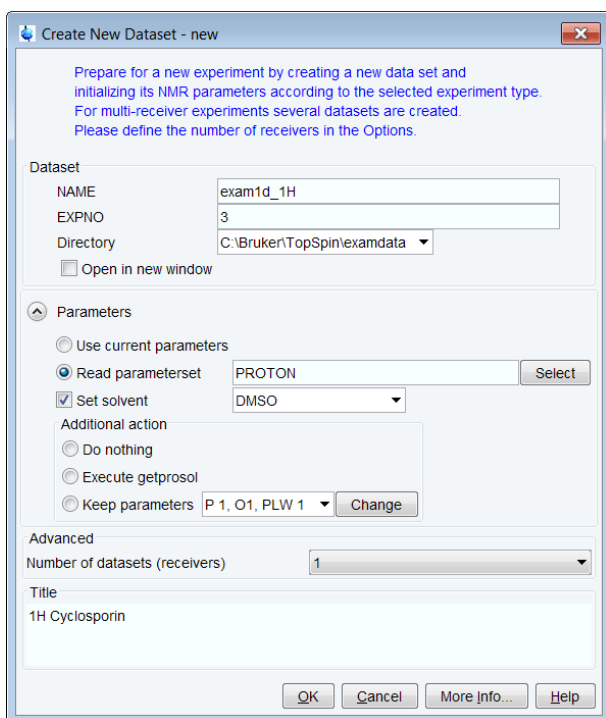 Create New Dataset - new
Prepare for a new experiment by creating a new data set and
initializing its NMR parameters according to the selected experiment type.
For multi-receiver experiments several datasets are created.
Please define the number of receivers in the Options.
Dataset
NAME exam1d_1H
EXPNO 3
Directory C:\Bruker\TopSpin\examdata
Open in new window
Parameters
Use current parameters
Read parameterset PROTON Select
Set solvent DMSO
Additional action
Do nothing
Execute getprosol
Keep parameters P 1, O1, PLW 1 Change
Advanced
Number of datasets (receivers) 1
Title
1H Cyclosporin
OK Cancel More Info... Help